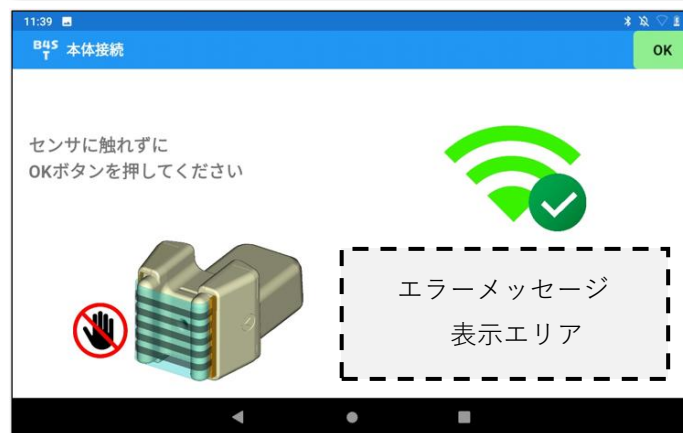 11:39
B4S
T
本体接続
OK
センサに触れずに
OKボタンを押してください
エラーメッセージ
表示エリア